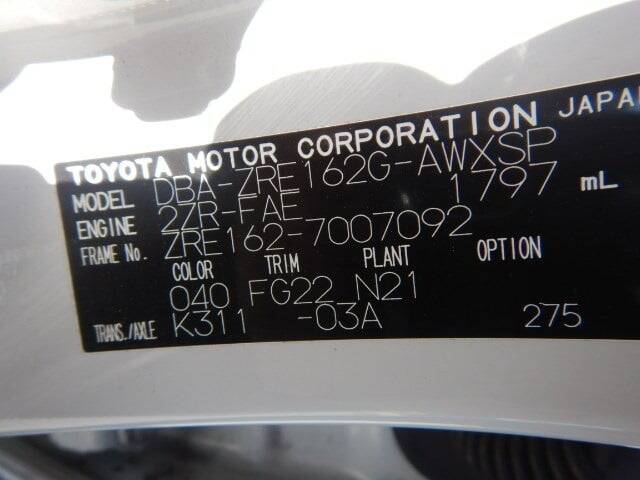 TOYOTA MOTOR CORPORATION JAPAN
MODEL DBA-ZRE162G-AWXSP
ENGINE 2ZR-FAE 1797 mL
FRAME No. ZRE162-7007092
COLOR TRIM PLANT OPTION
040 FG22 N21
TRANS./AXLE K311 -03A 275